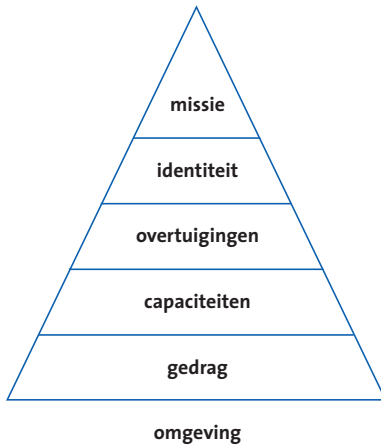 missie
identiteit
overtuigingen
capaciteiten
gedrag
omgeving